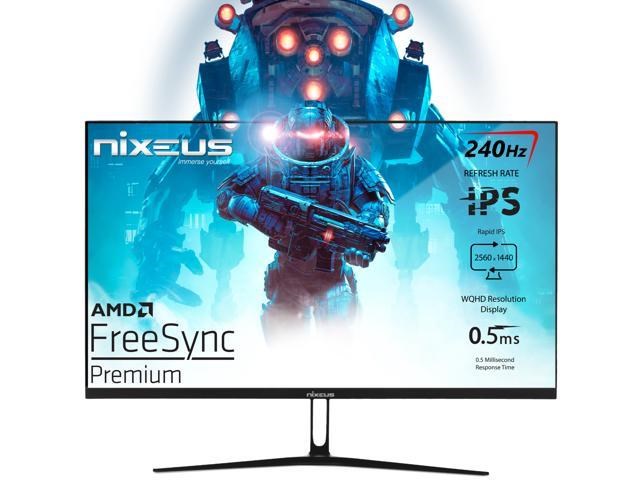 nixeus
immerse yourself
AMD
FreeSync
Premium
240Hz
REFRESH RATE
IPS
Rapid IPS
2560 x 1440
WQHD Resolution
Display
0.5ms
0.5 Millisecond
Response Time
nixeus